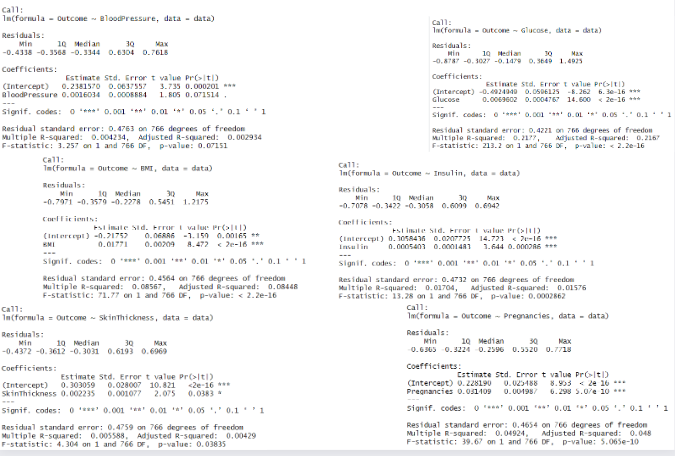 Call:
lm(formula = Outcome ~ BloodPressure, data = data)
Residuals:
Min 1Q Median 3Q Max
-0.4338 -0.3568 -0.3344 0.6304 0.7618
Coefficients:
Estimate Std. Error t value Pr(>|t|)
(Intercept) 0.2381570 0.0637557 3.735 0.000201 ***
BloodPressure 0.0016034 0.0008884 1.805 0.071514 .
---
Signif. codes: 0 '***' 0.001 '**' 0.01 '*' 0.05 '.' 0.1 ' ' 1
Residual standard error: 0.4763 on 766 degrees of freedom
Multiple R-squared: 0.004234, Adjusted R-squared: 0.002934
F-statistic: 3.257 on 1 and 766 DF, p-value: 0.07151
Call:
lm(formula = Outcome ~ Glucose, data = data)
Residuals:
Min 1Q Median 3Q Max
-0.8787 -0.3027 -0.1479 0.3649 1.4925
Coefficients:
Estimate Std. Error t value Pr(>|t|)
(Intercept) -0.4924949 0.0596125 -8.262 6.3e-16 ***
Glucose 0.0069602 0.0004767 14.600 < 2e-16 ***
---
Signif. codes: 0 '***' 0.001 '**' 0.01 '*' 0.05 '.' 0.1 ' ' 1
Residual standard error: 0.4221 on 766 degrees of freedom
Multiple R-squared: 0.2177, Adjusted R-squared: 0.2167
F-statistic: 213.2 on 1 and 766 DF, p-value: < 2.2e-16
Call:
lm(formula = Outcome ~ BMI, data = data)
Residuals:
Min 1Q Median 3Q Max
-0.7971 -0.3579 -0.2278 0.5451 1.2175
Coefficients:
Estimate Std. Error t value Pr(>|t|)
(Intercept) -0.21752 0.06886 -3.159 0.00165 **
BMI 0.01771 0.00209 8.472 < 2e-16 ***
---
Signif. codes: 0 '***' 0.001 '**' 0.01 '*' 0.05 '.' 0.1 ' ' 1
Residual standard error: 0.4564 on 766 degrees of freedom
Multiple R-squared: 0.08567, Adjusted R-squared: 0.08448
F-statistic: 71.77 on 1 and 766 DF, p-value: < 2.2e-16
Call:
lm(formula = Outcome ~ Insulin, data = data)
Residuals:
Min 1Q Median 3Q Max
-0.7078 -0.3422 -0.3058 0.6099 0.6942
Coefficients:
Estimate Std. Error t value Pr(>|t|)
(Intercept) 0.3058436 0.0207725 14.723 < 2e-16 ***
Insulin 0.0005403 0.0001483 3.644 0.000286 ***
---
Signif. codes: 0 '***' 0.001 '**' 0.01 '*' 0.05 '.' 0.1 ' ' 1
Residual standard error: 0.4732 on 766 degrees of freedom
Multiple R-squared: 0.01704, Adjusted R-squared: 0.01576
F-statistic: 13.28 on 1 and 766 DF, p-value: 0.0002862
Call:
lm(formula = Outcome ~ SkinThickness, data = data)
Residuals:
Min 1Q Median 3Q Max
-0.4372 -0.3612 -0.3031 0.6193 0.6969
Coefficients:
Estimate Std. Error t value Pr(>|t|)
(Intercept) 0.303059 0.028007 10.821 <2e-16 ***
SkinThickness 0.002235 0.001077 2.075 0.0383 *
---
Signif. codes: 0 '***' 0.001 '**' 0.01 '*' 0.05 '.' 0.1 ' ' 1
Residual standard error: 0.4759 on 766 degrees of freedom
Multiple R-squared: 0.005588, Adjusted R-squared: 0.00429
F-statistic: 4.304 on 1 and 766 DF, p-value: 0.03835
Call:
lm(formula = Outcome ~ Pregnancies, data = data)
Residuals:
Min 1Q Median 3Q Max
-0.6365 -0.3224 -0.2596 0.5520 0.7718
Coefficients:
Estimate Std. Error t value Pr(>|t|)
(Intercept) 0.228190 0.025488 8.953 < 2e-16 ***
Pregnancies 0.031409 0.004987 6.298 5.07e-10 ***
---
Signif. codes: 0 '***' 0.001 '**' 0.01 '*' 0.05 '.' 0.1 ' ' 1
Residual standard error: 0.4654 on 766 degrees of freedom
Multiple R-squared: 0.04924, Adjusted R-squared: 0.048
F-statistic: 39.67 on 1 and 766 DF, p-value: 5.065e-10